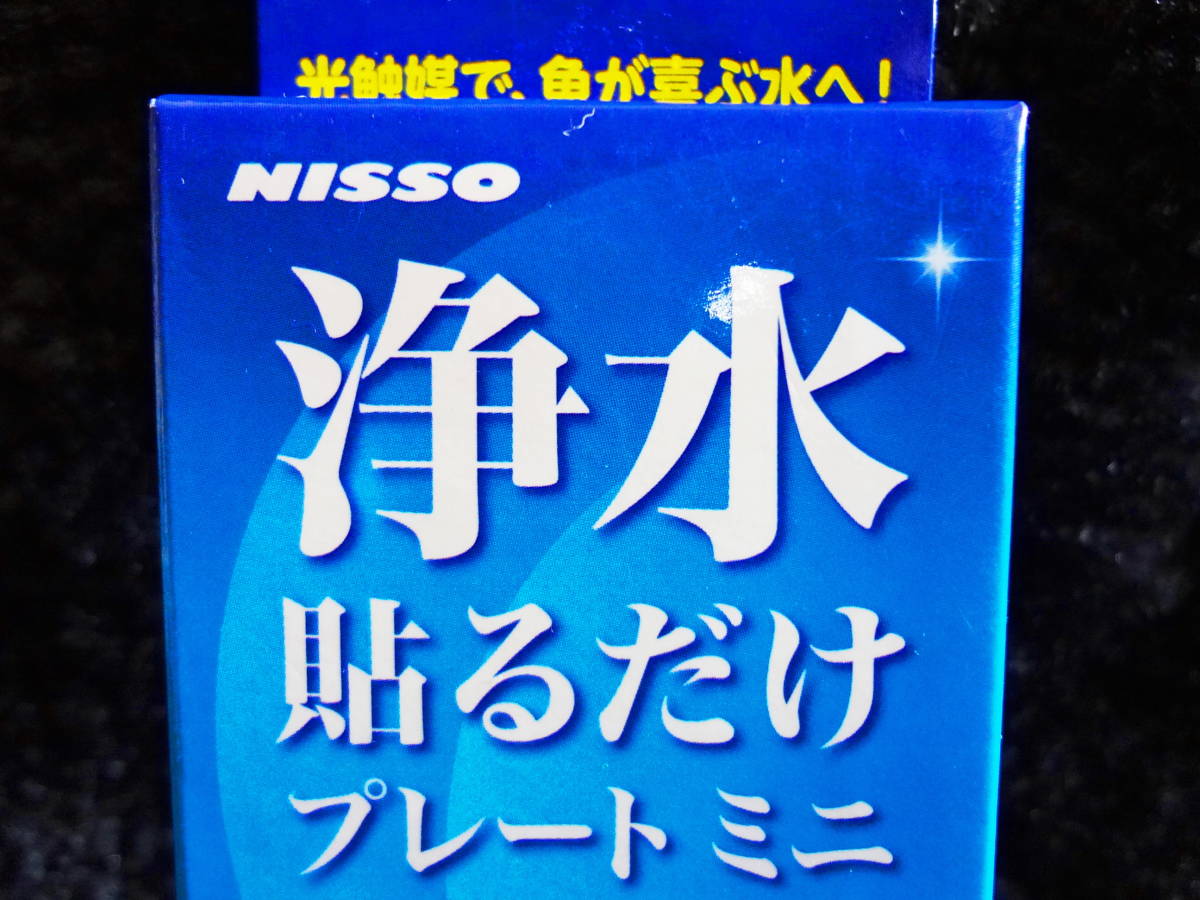 光触媒で、魚が喜ぶ水へ!
NISSO
浄水
貼るだけ
プレート ミニ